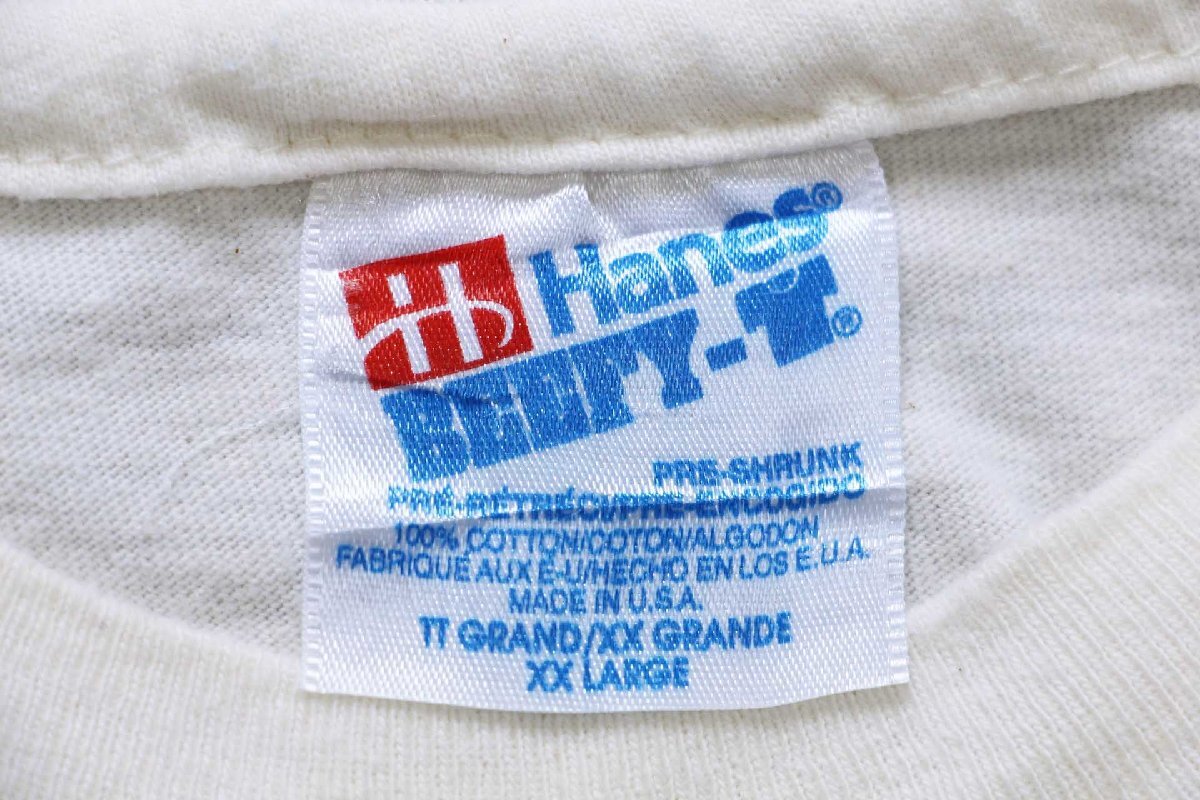 Hanes®
BEEFY-T®
PRE-SHRUNK
PRÉ-RÉTRÉCI/PRE-ENCOGIDO
100% COTTON/COTON/ALGODON
FABRIQUE AUX E-U/HECHO EN LOS E.U.A.
MADE IN U.S.A.
TT GRAND/XX GRANDE
XX LARGE